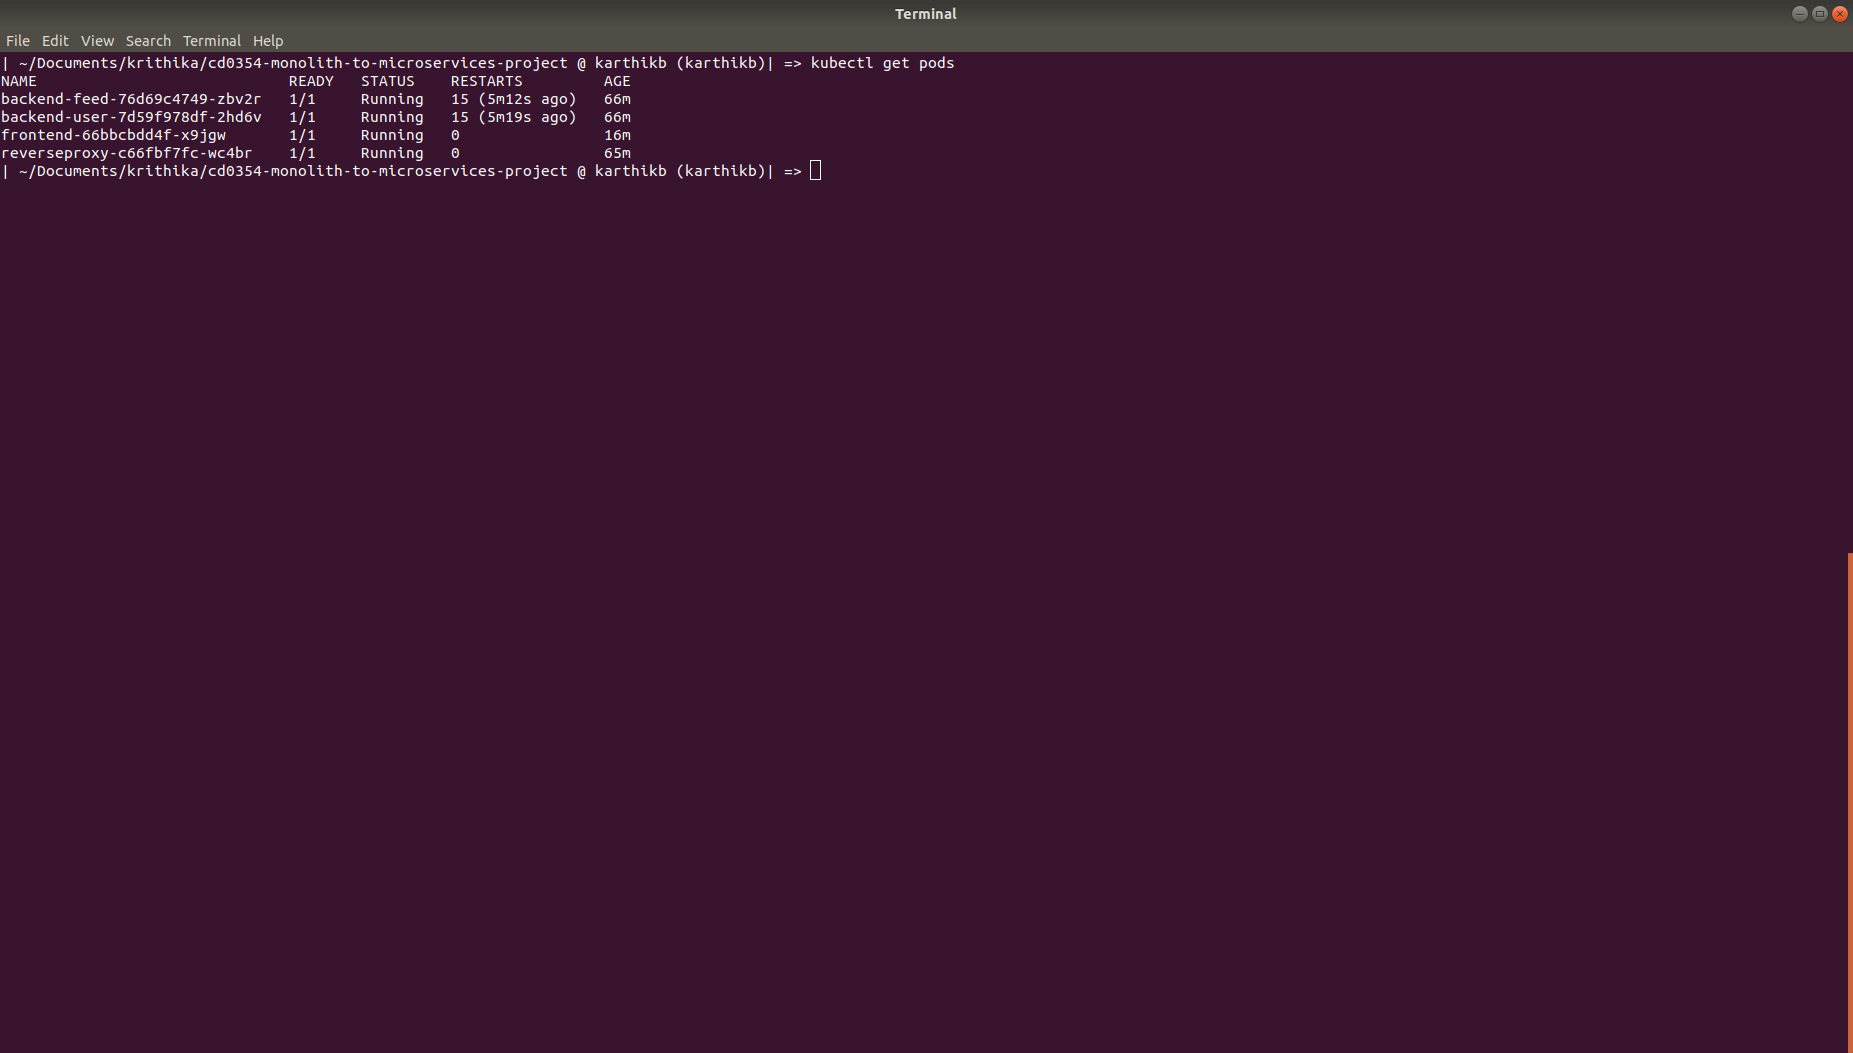 Terminal
File Edit View Search Terminal Help
| ~/Documents/krithika/cd0354-monolith-to-microservices-project @ karthikb (karthikb)| => kubectl get pods
NAME                            READY   STATUS    RESTARTS         AGE
backend-feed-76d69c4749-zbv2r   1/1     Running   15 (5m12s ago)   66m
backend-user-7d59f978df-2hd6v   1/1     Running   15 (5m19s ago)   66m
frontend-66bbcbdd4f-x9jgw       1/1     Running   0                16m
reverseproxy-c66fbf7fc-wc4br    1/1     Running   0                65m
| ~/Documents/krithika/cd0354-monolith-to-microservices-project @ karthikb (karthikb)| =>